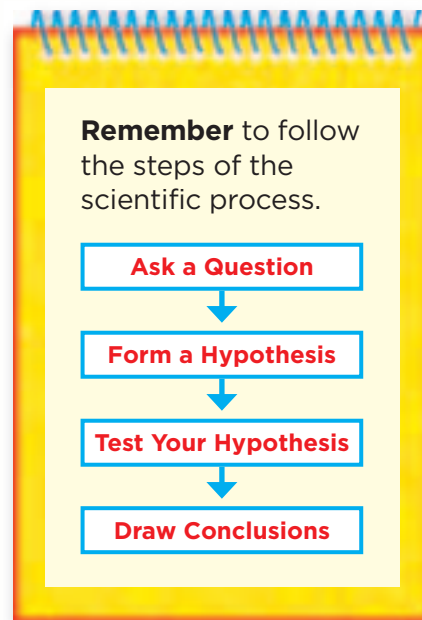 Remember to follow
the steps of the
scientific process.
Ask a Question
Form a Hypothesis
Test Your Hypothesis
Draw Conclusions